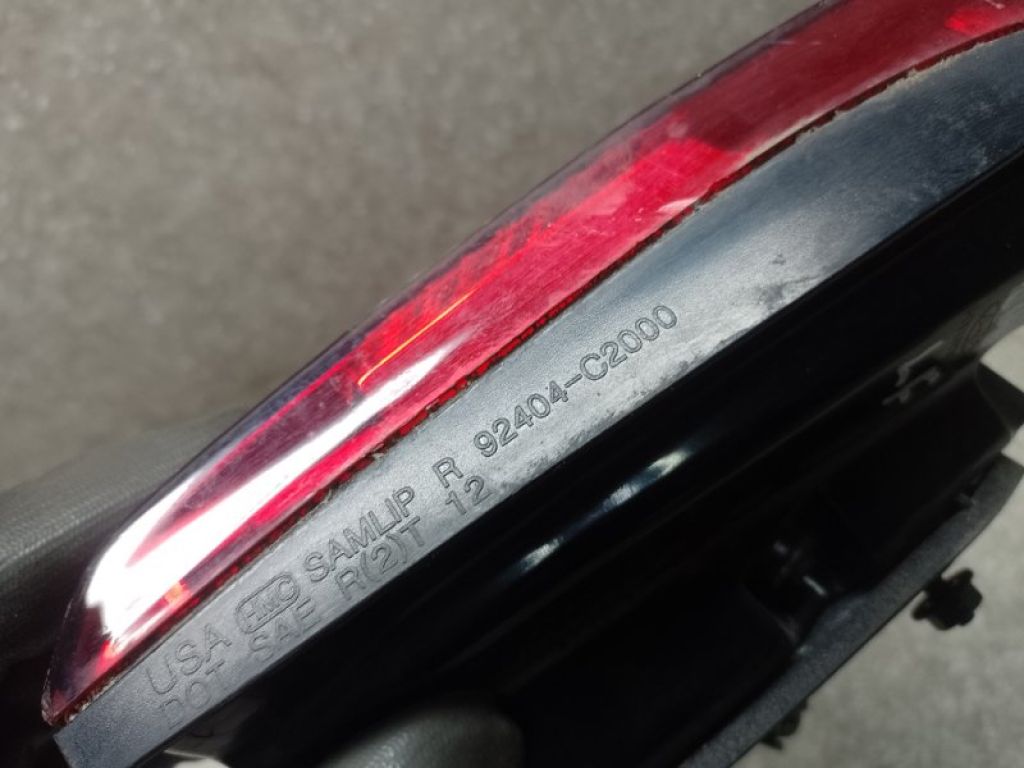 USA HMC SAMLIP R 92404-C2000
DOT SAE R(2)T 12